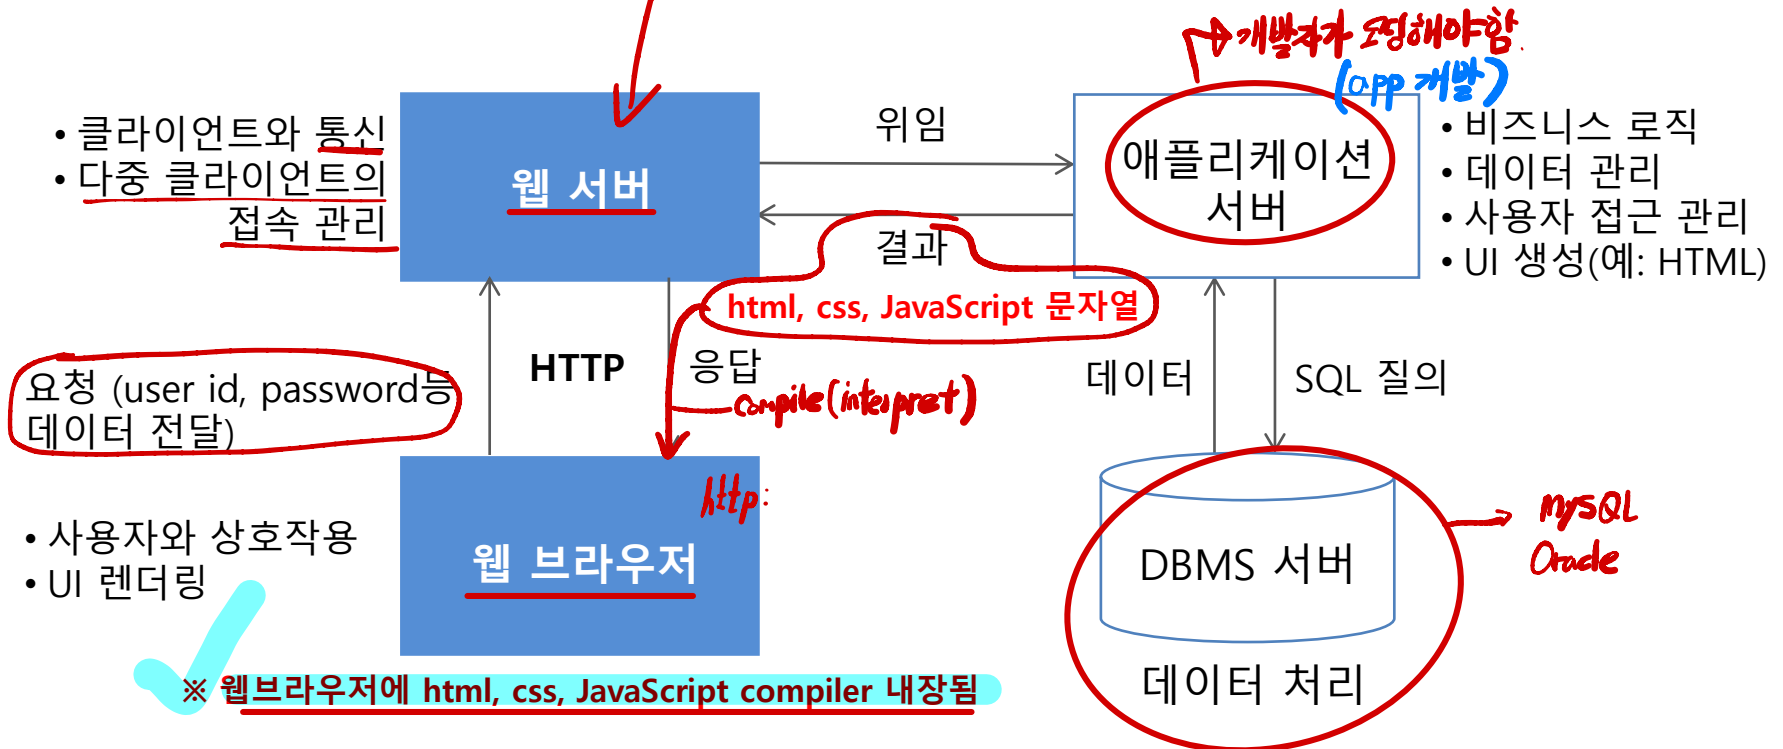 개발자가 코딩해야함.
(app 개발)
• 클라이언트와 통신
• 다중 클라이언트의
접속 관리
웹 서버
위임
결과
애플리케이션
서버
• 비즈니스 로직
• 데이터 관리
• 사용자 접근 관리
• UI 생성(예: HTML)
html, css, JavaScript 문자열
요청 (user id, password등
데이터 전달)
HTTP
응답
compile(interpret)
데이터
SQL 질의
http:
• 사용자와 상호작용
• UI 렌더링
웹 브라우저
DBMS 서버
mySQL
Oracle
데이터 처리
※ 웹브라우저에 html, css, JavaScript compiler 내장됨